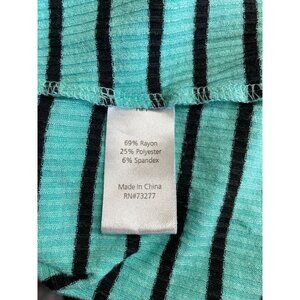 69% Rayon
25% Polyester
6% Spandex
Made In China
RN#73277